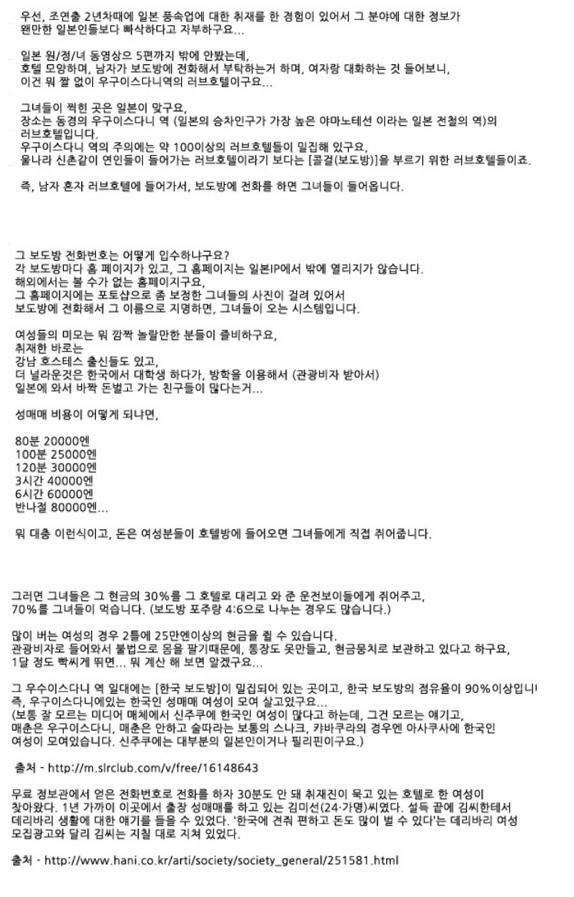 우선, 조연출 2년차때에 일본 풍속업에 대한 취재를 한 경험이 있어서 그 분야에 대한 정보가
왠만한 일본인들보다 빠삭하다고 자부하구요...
일본 원/정/녀 동영상으 5편까지 밖에 안봤는데,
호텔 모양하며, 남자가 보도방에 전화해서 부탁하는거 하며, 여자랑 대화하는 것 들어보니,
이건 뭐 짤 없이 우구이스다니역의 러브호텔이구요...
그녀들이 찍힌 곳은 일본이 맞구요,
장소는 동경의 우구이스다니 역 (일본의 승차인구가 가장 높은 야마노테선 이라는 일본 전철의 역)의
러브호텔입니다.
우구이스다니 역의 주의에는 약 100이상의 러브호텔들이 밀집해 있구요,
울나라 신촌같이 연인들이 들어가는 러브호텔이라기 보다는 [콜걸(보도방)]을 부르기 위한 러브호텔들이죠.
즉, 남자 혼자 러브호텔에 들어가서, 보도방에 전화를 하면 그녀들이 들어옵니다.
그 보도방 전화번호는 어떻게 입수하냐구요?
각 보도방마다 홈 페이지가 있고, 그 홈페이지는 일본IP에서 밖에 열리지가 않습니다.
해외에서는 볼 수가 없는 홈페이지구요,
그 홈페이지에는 포토샵으로 좀 보정한 그녀들의 사진이 걸려 있어서
보도방에 전화해서 그 이름으로 지명하면, 그녀들이 오는 시스템입니다.
여성들의 미모는 뭐 깜짝 놀랄만한 분들이 즐비하구요,
취재한 바로는
강남 호스테스 출신들도 있고,
더 놀라운것은 한국에서 대학생 하다가, 방학을 이용해서 (관광비자 받아서)
일본에 와서 바짝 돈벌고 가는 친구들이 많다는거...
성매매 비용이 어떻게 되냐면,
80분 20000엔
100분 25000엔
120분 30000엔
3시간 40000엔
6시간 60000엔
반나절 80000엔...
뭐 대충 이런식이고, 돈은 여성분들이 호텔방에 들어오면 그녀들에게 직접 쥐어줍니다.
그러면 그녀들은 그 현금의 30%를 그 호텔로 대리고 와 준 운전보이들에게 쥐어주고,
70%를 그녀들이 먹습니다. (보도방 포주랑 4:6으로 나누는 경우도 많습니다.)
많이 버는 여성의 경우 2틀에 25만엔이상의 현금을 쥘 수 있습니다.
관광비자로 들어와서 불법으로 몸을 팔기때문에, 통장도 못만들고, 현금뭉치로 보관하고 있다고 하구요,
1달 정도 빡씨게 뛰면... 뭐 계산 해 보면 알겠구요...
그 우수이스다니 역 일대에는 [한국 보도방]이 밀집되어 있는 곳이고, 한국 보도방의 점유율이 90%이상입니
즉, 우구이스다니에있는 한국인 성매매 여성이 모여 살고있구요...
(보통 잘 모르는 미디어 매체에서 신주쿠에 한국인 여성이 많다고 하는데, 그건 모르는 얘기고,
매춘은 우구이스다니, 매춘은 안하고 술따라는 보통의 스나크, 캬바쿠라의 경우엔 아사쿠사에 한국인
여성이 모여있습니다. 신주쿠에는 대부분의 일본인이거나 필리핀이구요.)
출처 - http://m.slrclub.com/v/free/16148643
무료 정보관에서 얻은 전화번호로 전화를 하자 30분도 안 돼 취재진이 묵고 있는 호텔로 한 여성이
찾아왔다. 1년 가까이 이곳에서 출장 성매매를 하고 있는 김미선(24·가명)씨였다. 설득 끝에 김씨한테서
데리바리 생활에 대한 얘기를 들을 수 있었다. '한국에 견줘 편하고 돈도 많이 벌 수 있다'는 데리바리 여성
모집광고와 달리 김씨는 지칠 대로 지쳐 있었다.
출처 - http://www.hani.co.kr/arti/society/society_general/251581.html